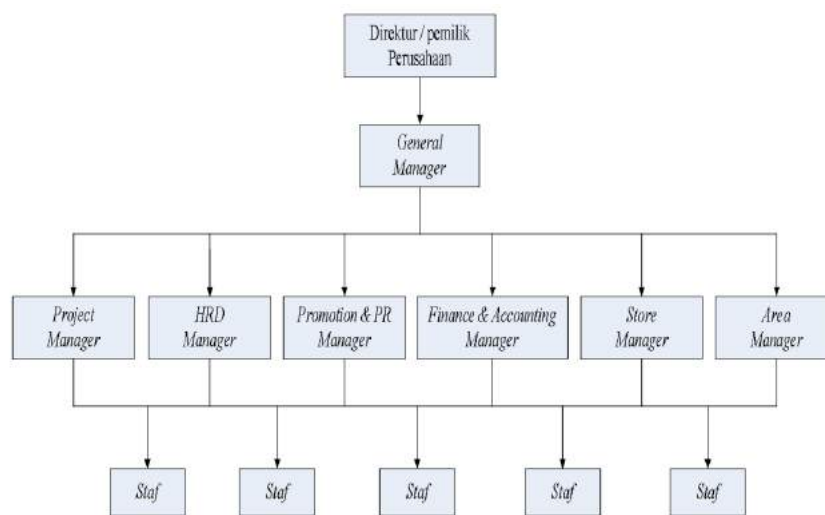 Direktur / pemilik
Perusahaan
General
Manager
Project
Manager
HRD
Manager
Promotion & PR
Manager
Finance & Accounting
Manager
Store
Manager
Area
Manager
Staf
Staf
Staf
Staf
Staf